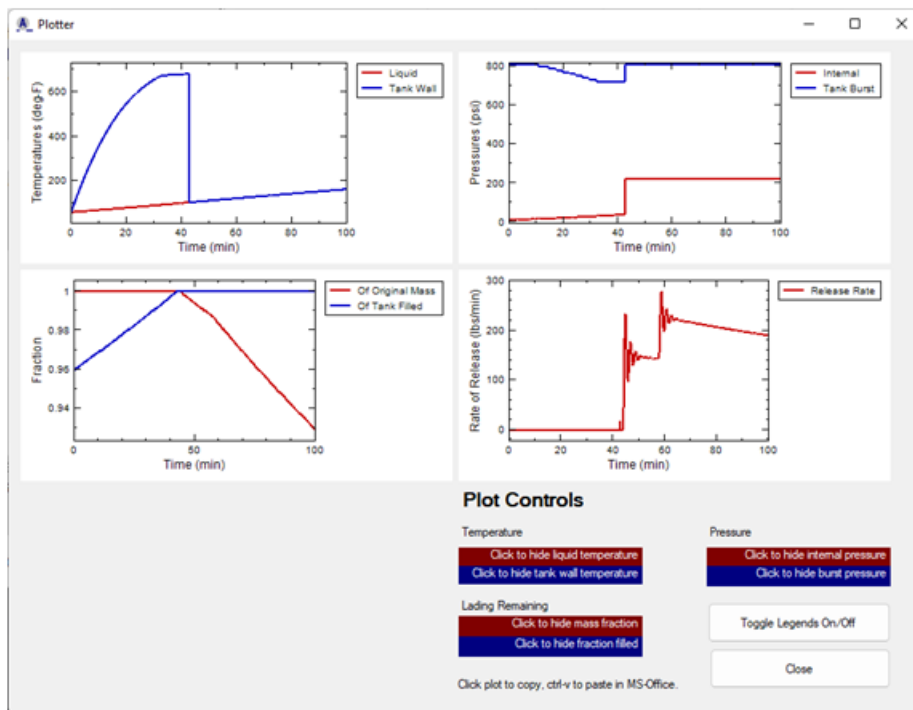 Plotter
Temperatures (deg-F)
600
400
200
0
20
40
60
80
100
Time (min)
Liquid
Tank Wall
Pressures (psi)
800
600
400
200
0
0
20
40
60
80
100
Time (min)
Internal
Tank Burst
Fraction
1
0.98
0.96
0.94
0
50
100
Time (min)
Of Original Mass
Of Tank Filled
Rate of Release (lbs/min)
300
200
100
0
0
20
40
60
80
100
Time (min)
Release Rate
Plot Controls
Temperature
Click to hide liquid temperature
Click to hide tank wall temperature
Pressure
Click to hide internal pressure
Click to hide burst pressure
Lading Remaining
Click to hide mass fraction
Click to hide fraction filled
Toggle Legends On/Off
Close
Click plot to copy, ctrl-v to paste in MS-Office.